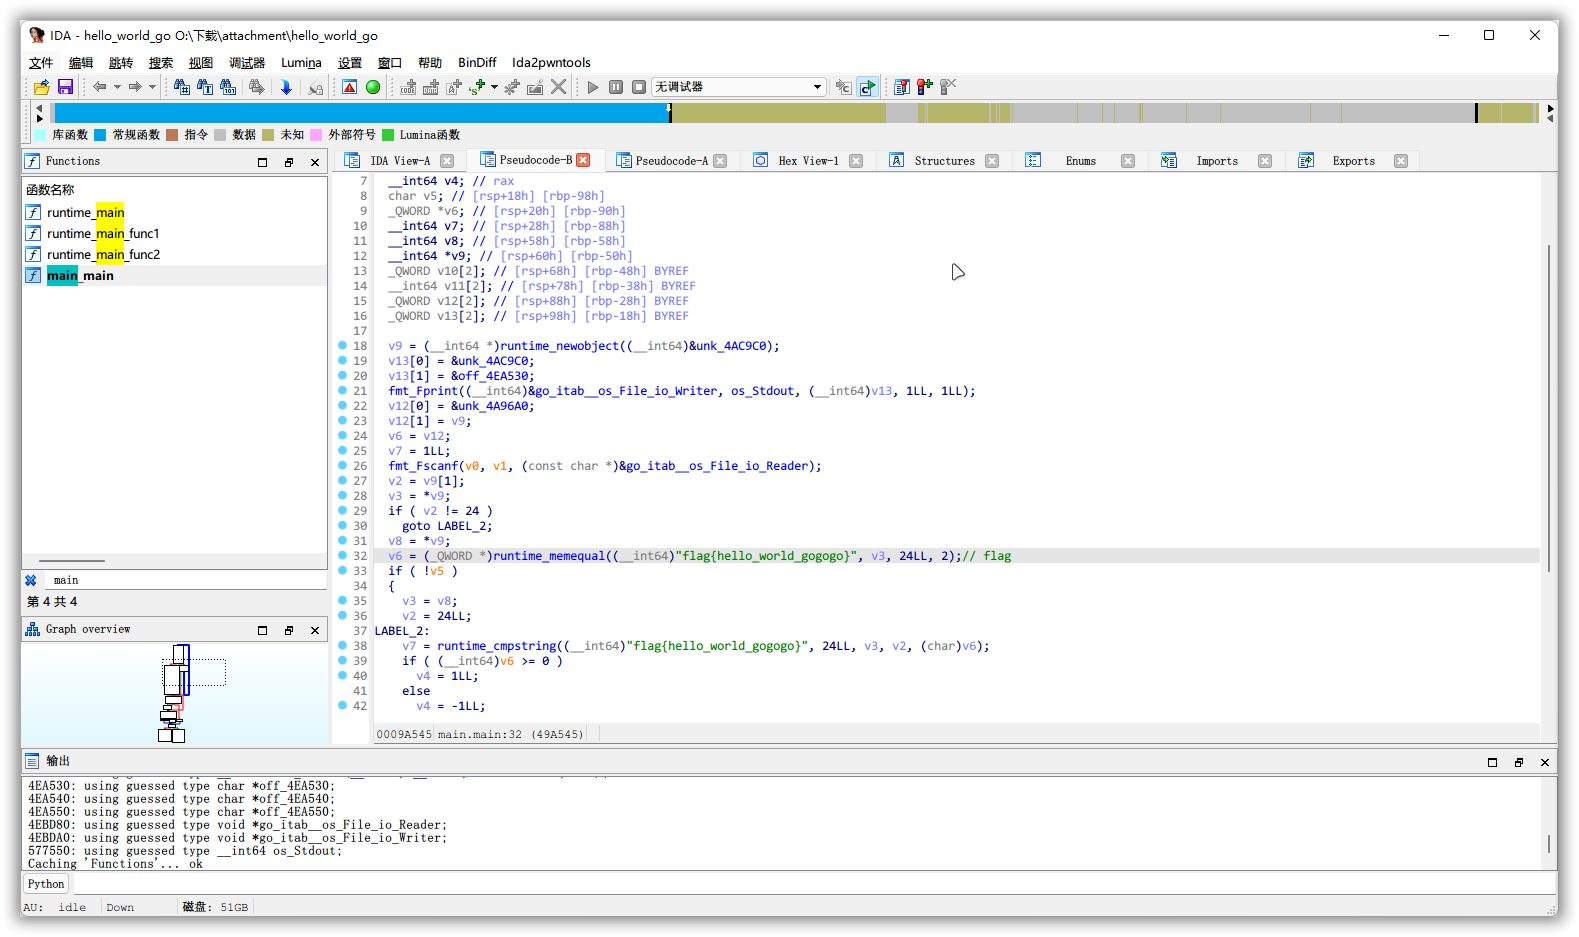 IDA - hello_world_go O:\下载\attachment\hello_world_go
文件 编辑 跳转 搜索 视图 调试器 Lumina 设置 窗口 帮助 BinDiff Ida2pwntools
无调试器
库函数 常规函数 指令 数据 未知 外部符号 Lumina函数
Functions
函数名称
runtime_main
runtime_main_func1
runtime_main_func2
main_main
main
第 4 共 4
Graph overview
IDA View-A Pseudocode-B Pseudocode-A Hex View-1 Structures Enums Imports Exports
7 __int64 v4; // rax
8 char v5; // [rsp+18h] [rbp-98h]
9 _QWORD *v6; // [rsp+20h] [rbp-90h]
10 __int64 v7; // [rsp+28h] [rbp-88h]
11 __int64 v8; // [rsp+58h] [rbp-58h]
12 __int64 *v9; // [rsp+60h] [rbp-50h]
13 _QWORD v10[2]; // [rsp+68h] [rbp-48h] BYREF
14 __int64 v11[2]; // [rsp+78h] [rbp-38h] BYREF
15 _QWORD v12[2]; // [rsp+88h] [rbp-28h] BYREF
16 _QWORD v13[2]; // [rsp+98h] [rbp-18h] BYREF
17
18 v9 = (__int64 *)runtime_newobject((__int64)&unk_4AC9C0);
19 v13[0] = &unk_4AC9C0;
20 v13[1] = &off_4EA530;
21 fmt_Fprint((__int64)&go_itab__os_File_io_Writer, os_Stdout, (__int64)v13, 1LL, 1LL);
22 v12[0] = &unk_4A96A0;
23 v12[1] = v9;
24 v6 = v12;
25 v7 = 1LL;
26 fmt_Fscanf(v0, v1, (const char *)&go_itab__os_File_io_Reader);
27 v2 = v9[1];
28 v3 = *v9;
29 if ( v2 != 24 )
30 goto LABEL_2;
31 v8 = *v9;
32 v6 = (_QWORD *)runtime_memequal((__int64)"flag{hello_world_gogogo}", v3, 24LL, 2);// flag
33 if ( !v5 )
34 {
35 v3 = v8;
36 v2 = 24LL;
37 LABEL_2:
38 v7 = runtime_cmpstring((__int64)"flag{hello_world_gogogo}", 24LL, v3, v2, (char)v6);
39 if ( (__int64)v6 >= 0 )
40 v4 = 1LL;
41 else
42 v4 = -1LL;
0009A545 main.main:32 (49A545)
输出
4EA530: using guessed type char *off_4EA530;
4EA540: using guessed type char *off_4EA540;
4EA550: using guessed type char *off_4EA550;
4EBD80: using guessed type void *go_itab__os_File_io_Reader;
4EBDA0: using guessed type void *go_itab__os_File_io_Writer;
577550: using guessed type __int64 os_Stdout;
Caching 'Functions'... ok
Python
AU: idle Down 磁盘: 51GB